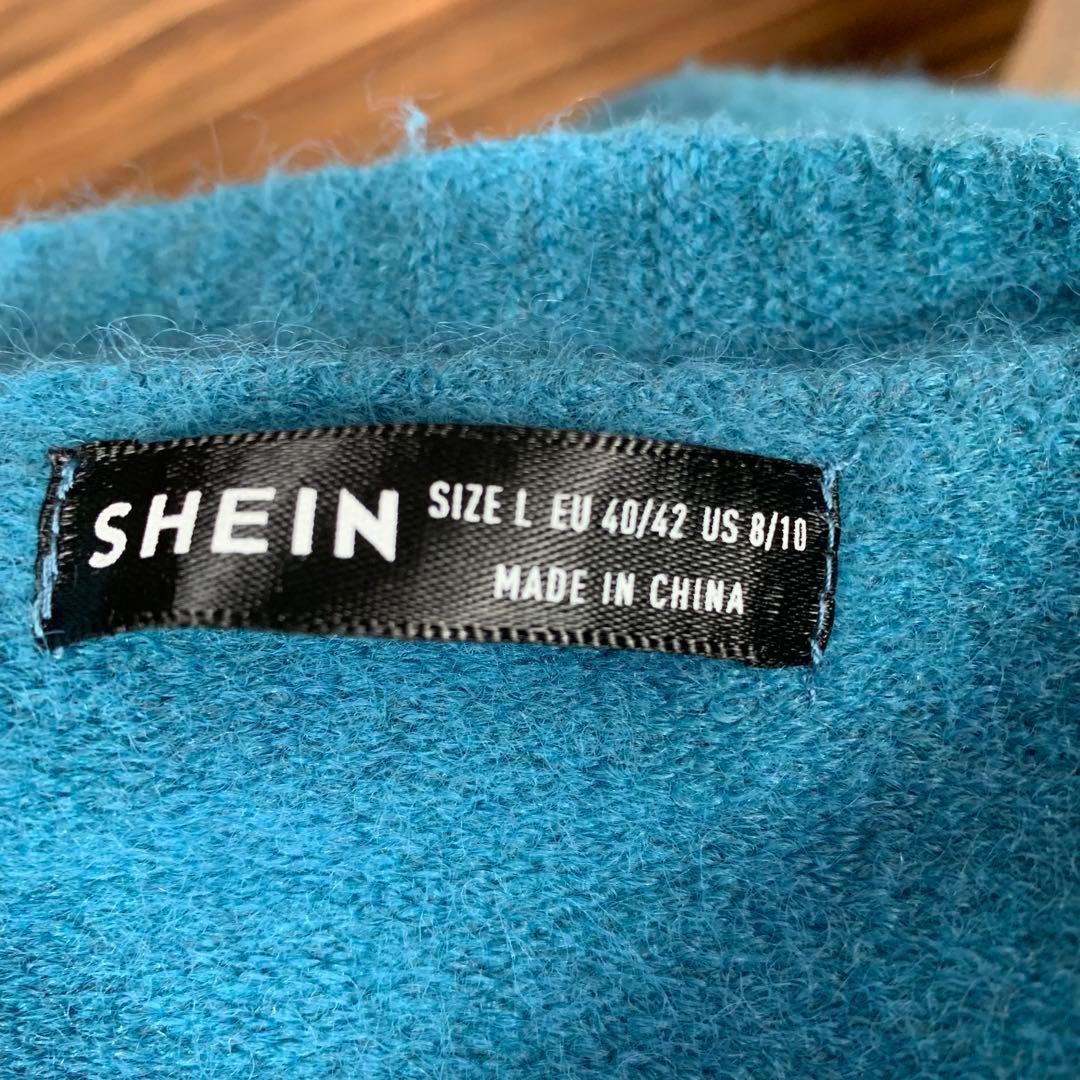 SHEIN
SIZE L EU 40/42 US 8/10
MADE IN CHINA